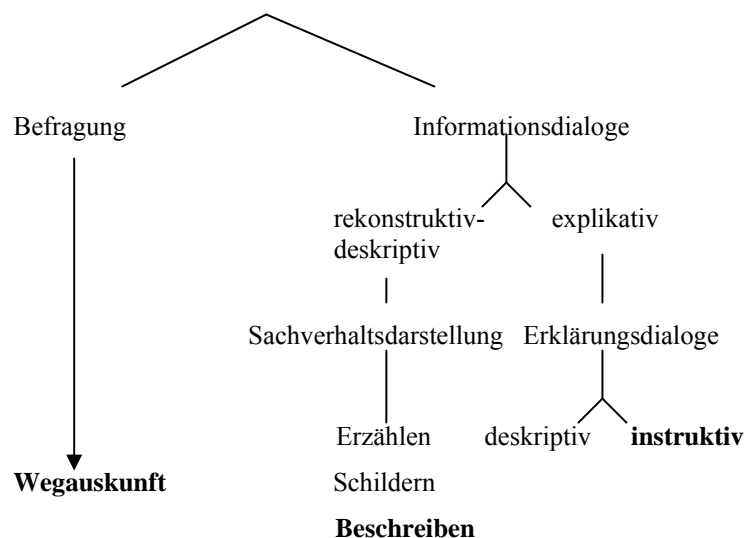 Befragung Informationsdialoge
rekonstruktiv- explikativ
deskriptiv
Sachverhaltsdarstellung Erklärungsdialoge
Erzählen deskriptiv instruktiv
Wegauskunft Schildern
Beschreiben